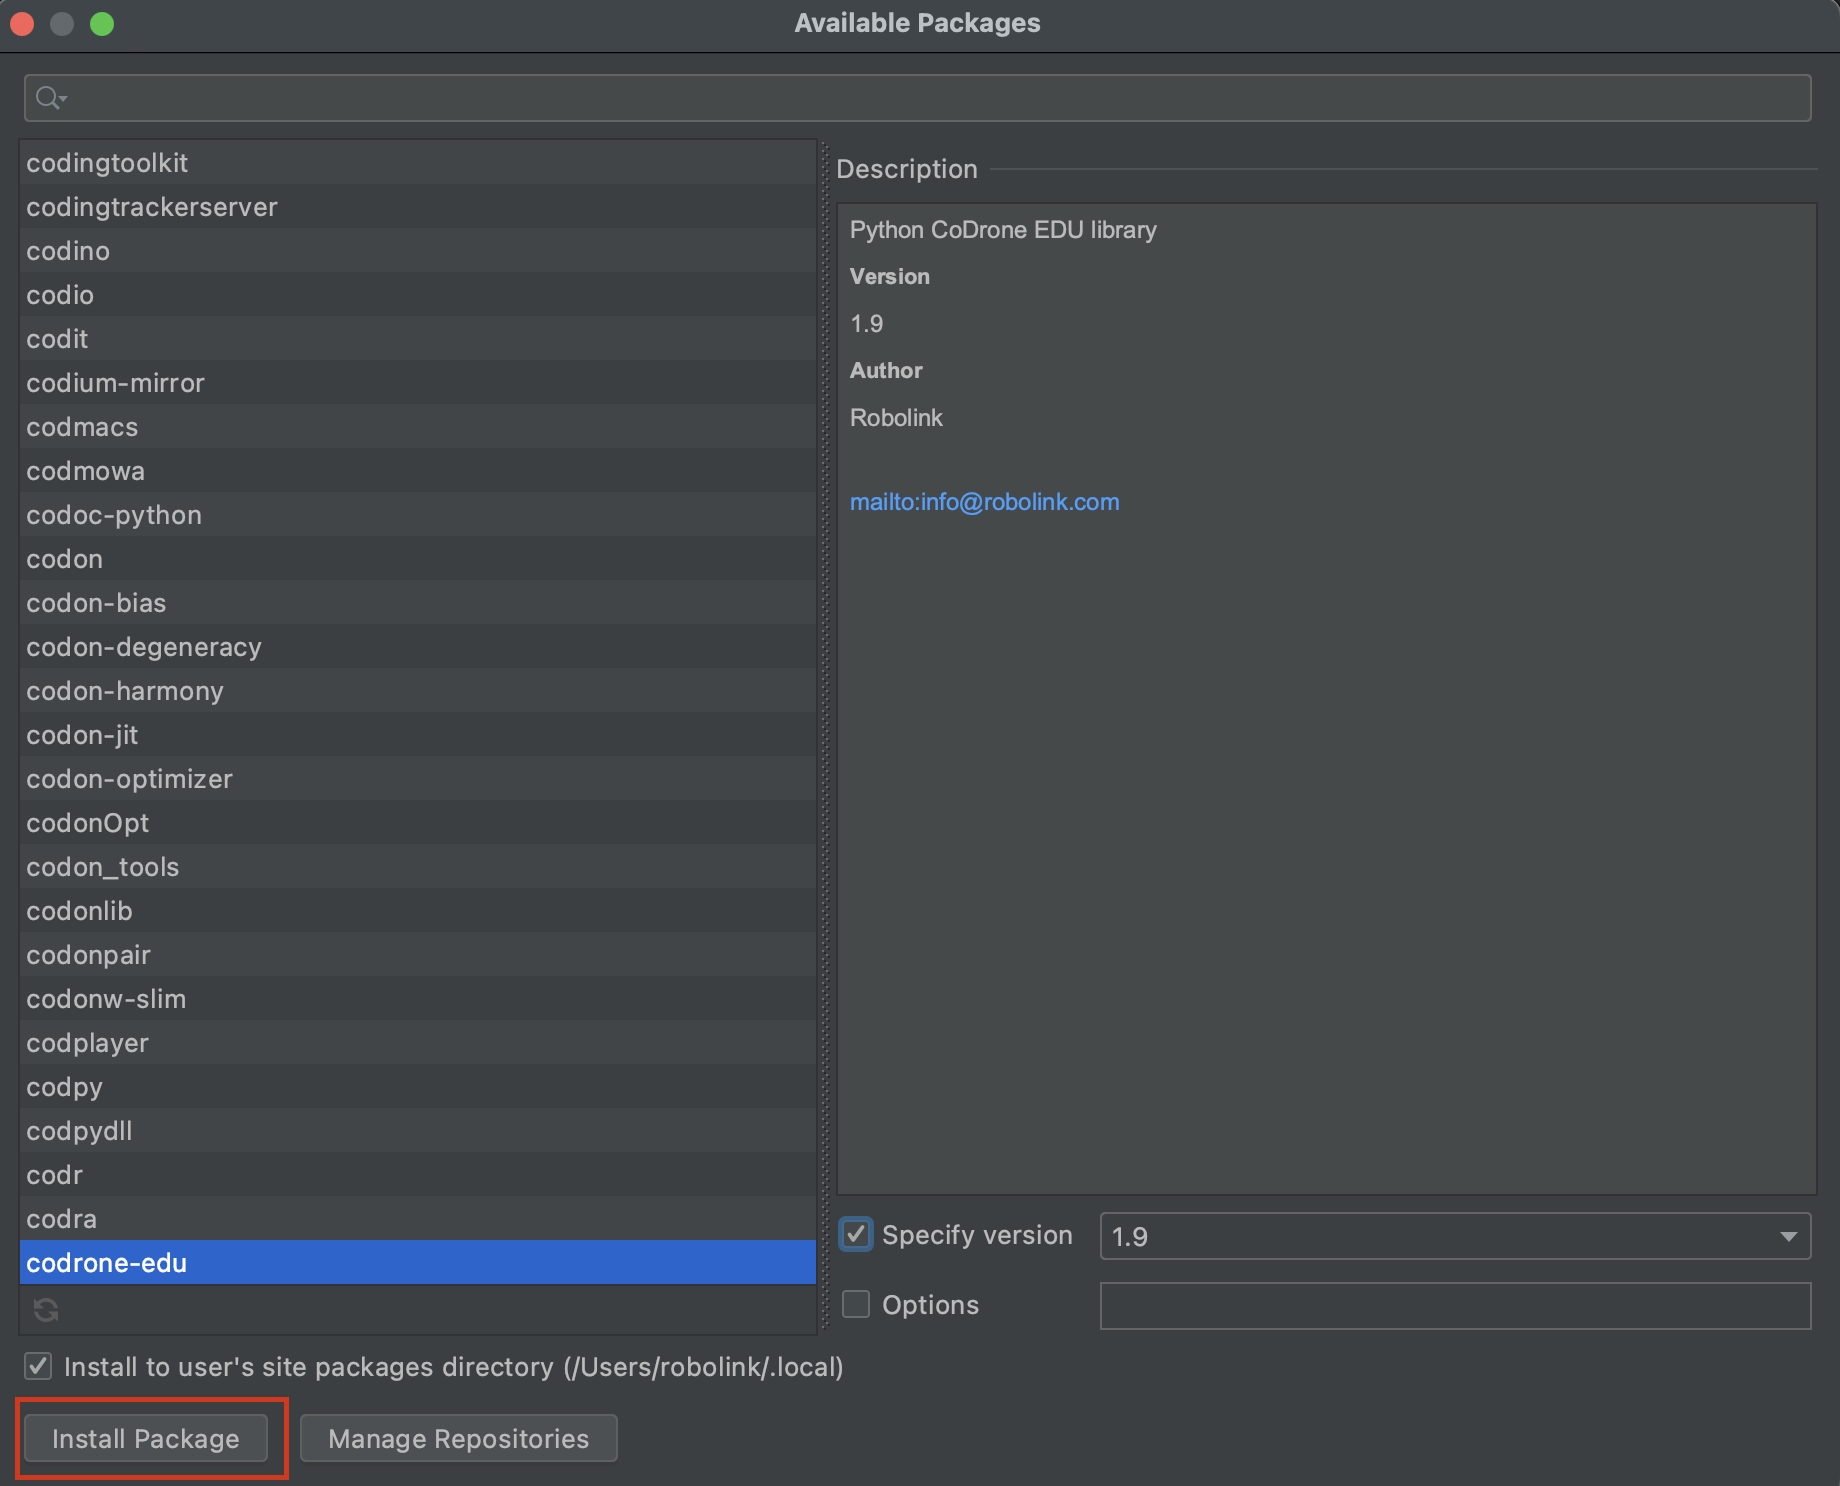 Available Packages
codingtoolkit
codingtrackerserver
codino
codio
codit
codium-mirror
codmacs
codmowa
codoc-python
codon
codon-bias
codon-degeneracy
codon-harmony
codon-jit
codon-optimizer
codonOpt
codon_tools
codonlib
codonpair
codonw-slim
codplayer
codpy
codpydll
codr
codra
codrone-edu
Description
Python CoDrone EDU library
Version
1.9
Author
Robolink
mailto:info@robolink.com
Specify version 1.9
Options
Install to user's site packages directory (/Users/robolink/.local)
Install Package Manage Repositories